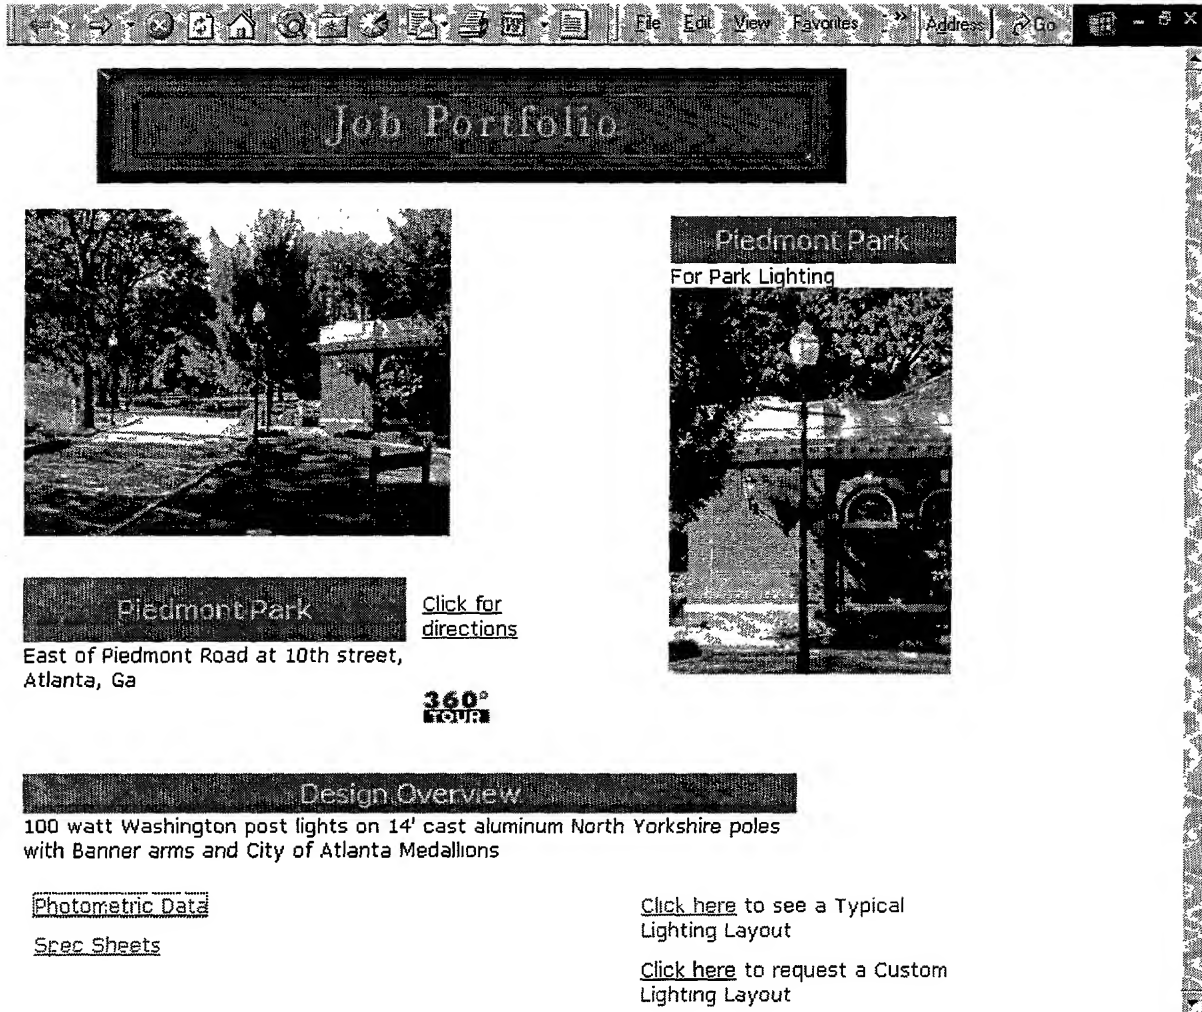 File Edit View Favorites » Address Go
Job Portfolio
Piedmont Park
For Park Lighting
Piedmont Park
Click for
directions
East of Piedmont Road at 10th street,
Atlanta, Ga
360°
TOUR
Design Overview
100 watt Washington post lights on 14' cast aluminum North Yorkshire poles
with Banner arms and City of Atlanta Medallions
Photometric Data
Spec Sheets
Click here to see a Typical
Lighting Layout
Click here to request a Custom
Lighting Layout